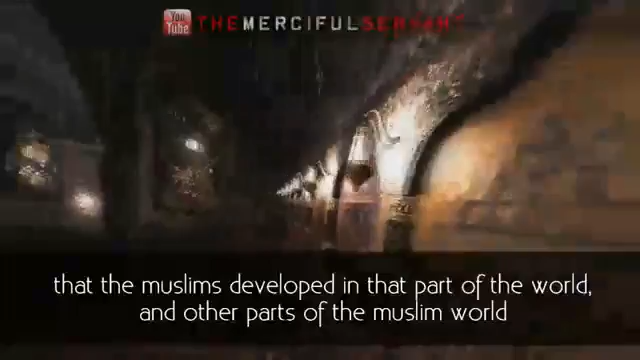 You Tube THEMERCIFULSERVANT
that the muslims developed in that part of the world,
and other parts of the muslim world